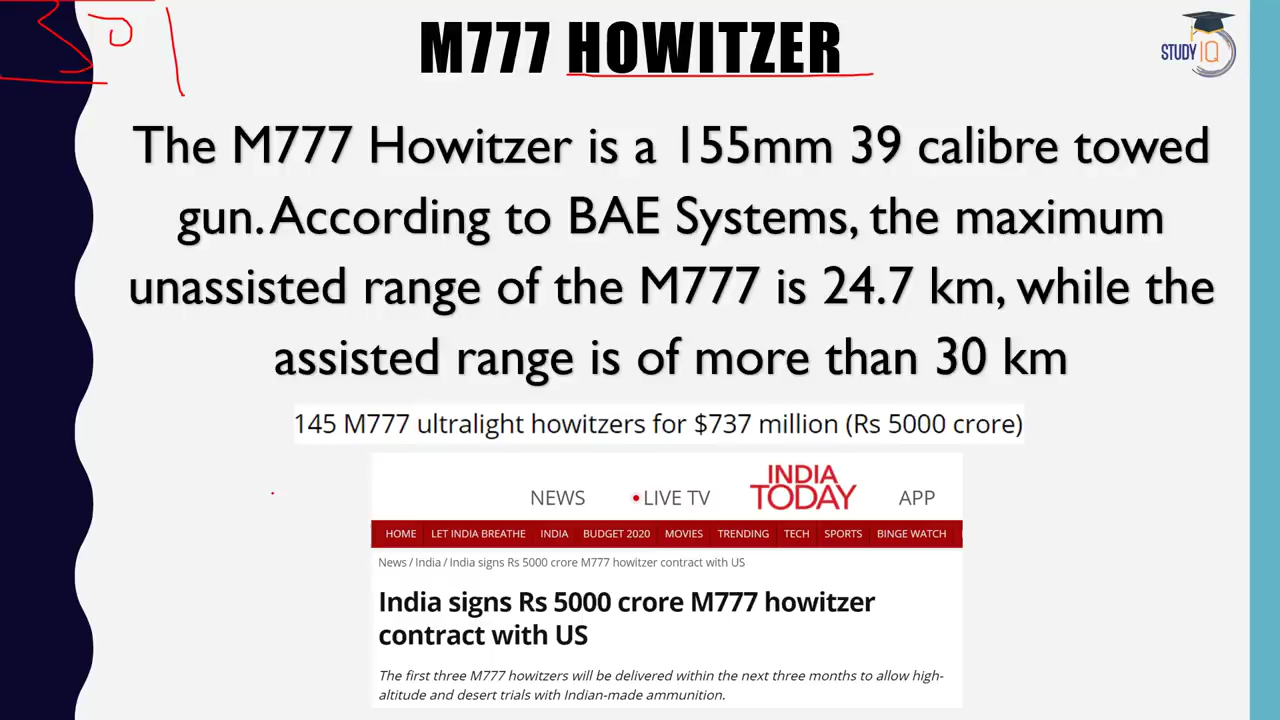 M777 HOWITZER
STUDY IQ
The M777 Howitzer is a 155mm 39 calibre towed
gun. According to BAE Systems, the maximum
unassisted range of the M777 is 24.7 km, while the
assisted range is of more than 30 km
145 M777 ultralight howitzers for $737 million (Rs 5000 crore)
NEWS LIVE TV INDIA TODAY APP
HOME LET INDIA BREATHE INDIA BUDGET 2020 MOVIES TRENDING TECH SPORTS BINGE WATCH
News / India / India signs Rs 5000 crore M777 howitzer contract with US
India signs Rs 5000 crore M777 howitzer
contract with US
The first three M777 howitzers will be delivered within the next three months to allow high-
altitude and desert trials with Indian-made ammunition.